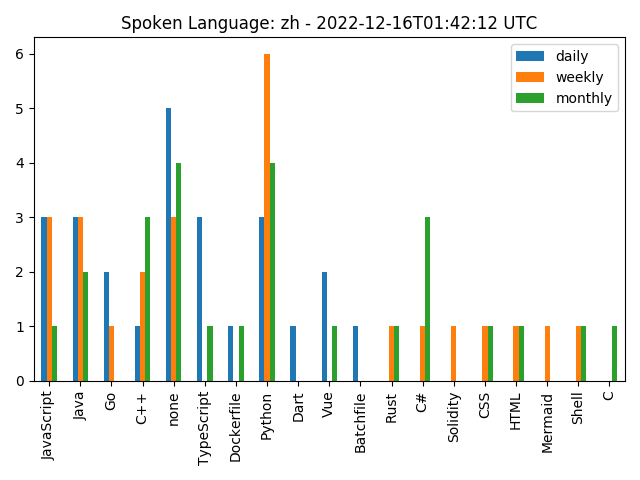 Spoken Language: zh - 2022-12-16T01:42:12 UTC
daily
weekly
monthly
6
5
4
3
2
1
0
JavaScript
Java
Go
C++
none
TypeScript
Dockerfile
Python
Dart
Vue
Batchfile
Rust
C#
Solidity
CSS
HTML
Mermaid
Shell
C